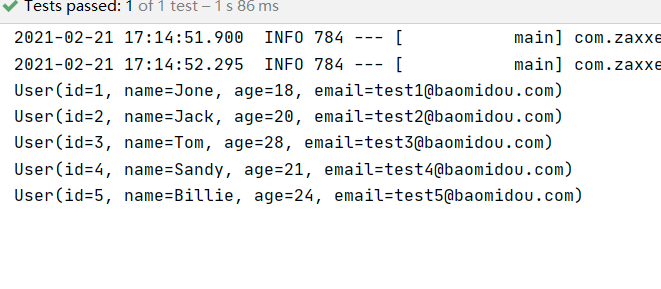 Tests passed: 1 of 1 test – 1 s 86 ms
2021-02-21 17:14:51.900  INFO 784 --- [           main] com.zaxxe
2021-02-21 17:14:52.295  INFO 784 --- [           main] com.zaxxe
User(id=1, name=Jone, age=18, email=test1@baomidou.com)
User(id=2, name=Jack, age=20, email=test2@baomidou.com)
User(id=3, name=Tom, age=28, email=test3@baomidou.com)
User(id=4, name=Sandy, age=21, email=test4@baomidou.com)
User(id=5, name=Billie, age=24, email=test5@baomidou.com)